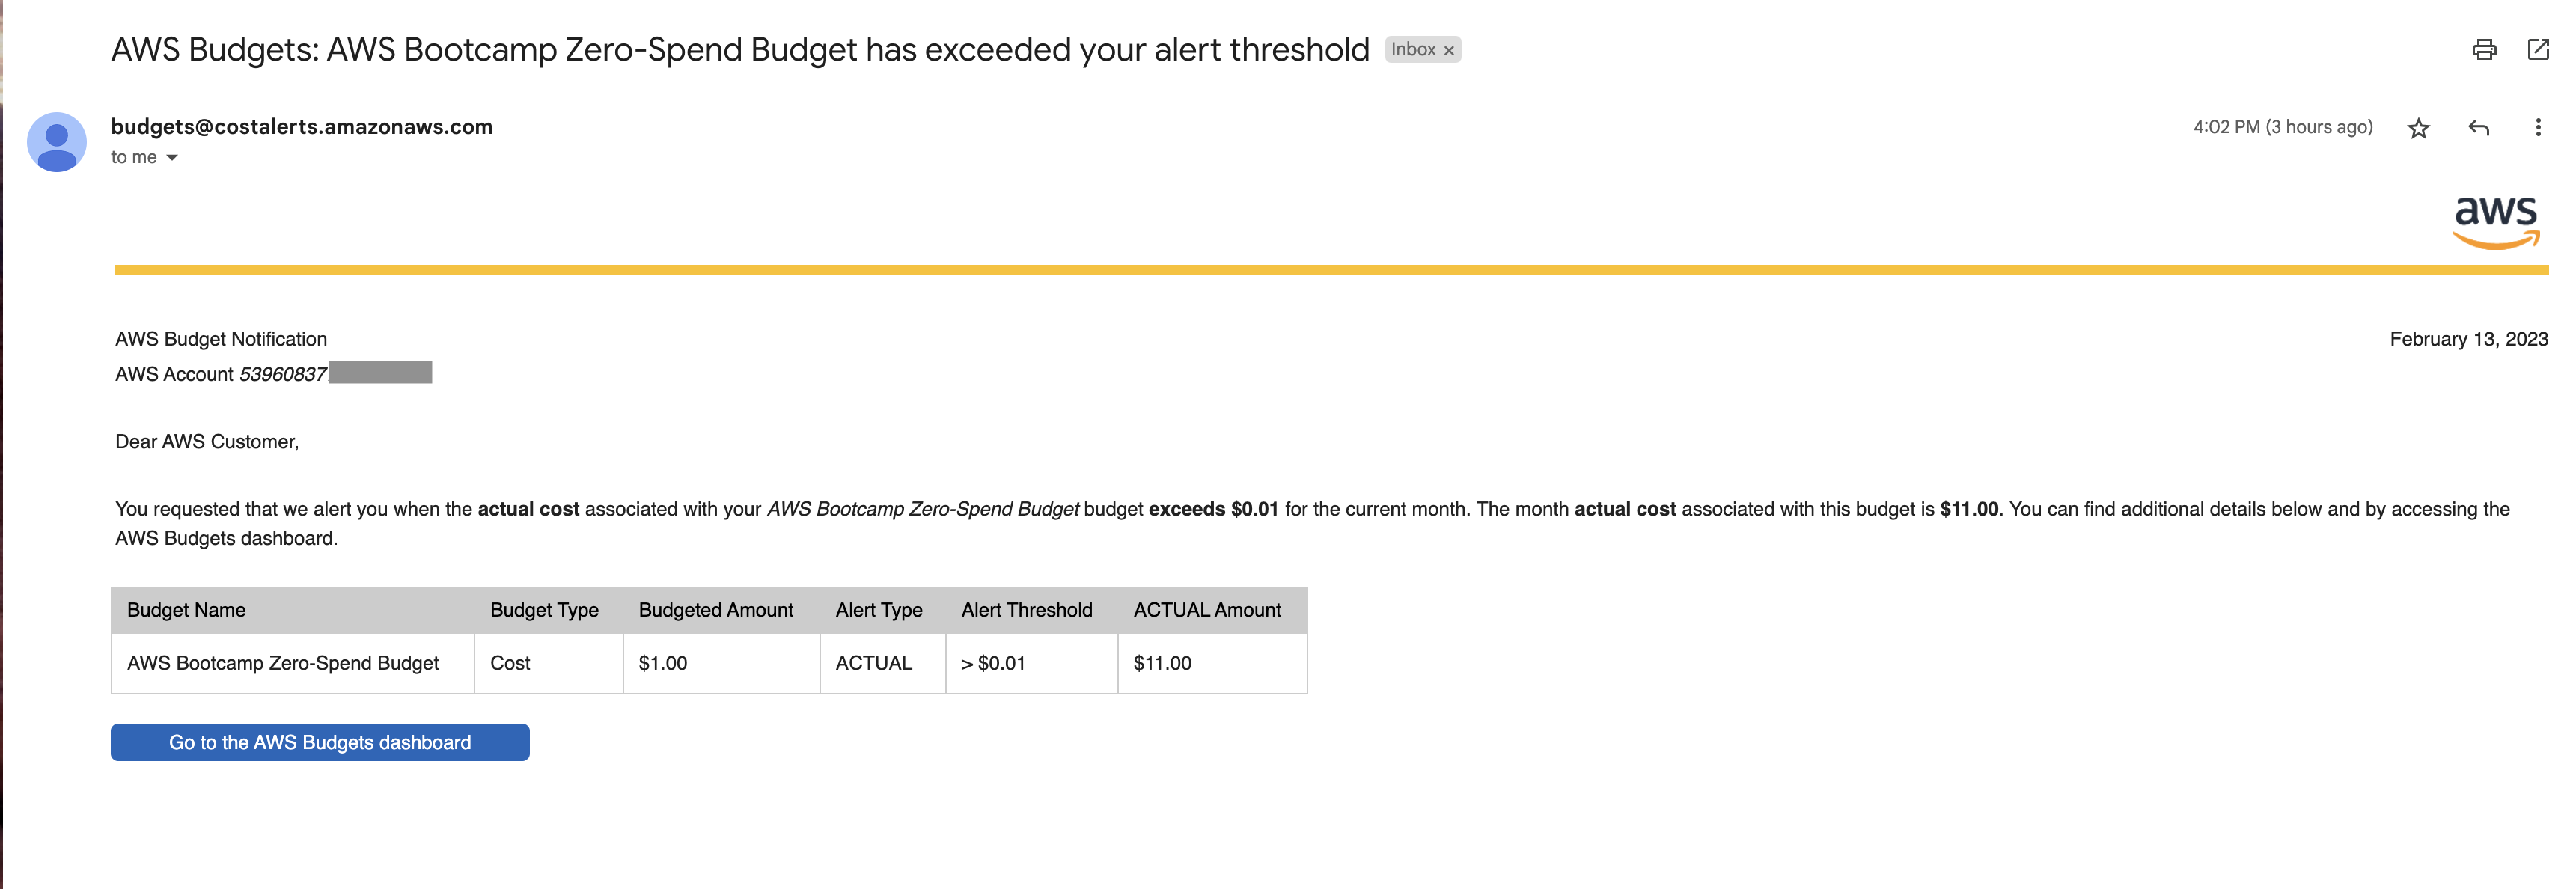 AWS Budgets: AWS Bootcamp Zero-Spend Budget has exceeded your alert threshold Inbox ×
budgets@costalerts.amazonaws.com 4:02 PM (3 hours ago)
to me
aws
AWS Budget Notification February 13, 2023
AWS Account 53960837
Dear AWS Customer,
You requested that we alert you when the actual cost associated with your AWS Bootcamp Zero-Spend Budget budget exceeds $0.01 for the current month. The month actual cost associated with this budget is $11.00. You can find additional details below and by accessing the
AWS Budgets dashboard.
Budget Name Budget Type Budgeted Amount Alert Type Alert Threshold ACTUAL Amount
AWS Bootcamp Zero-Spend Budget Cost $1.00 ACTUAL > $0.01 $11.00
Go to the AWS Budgets dashboard